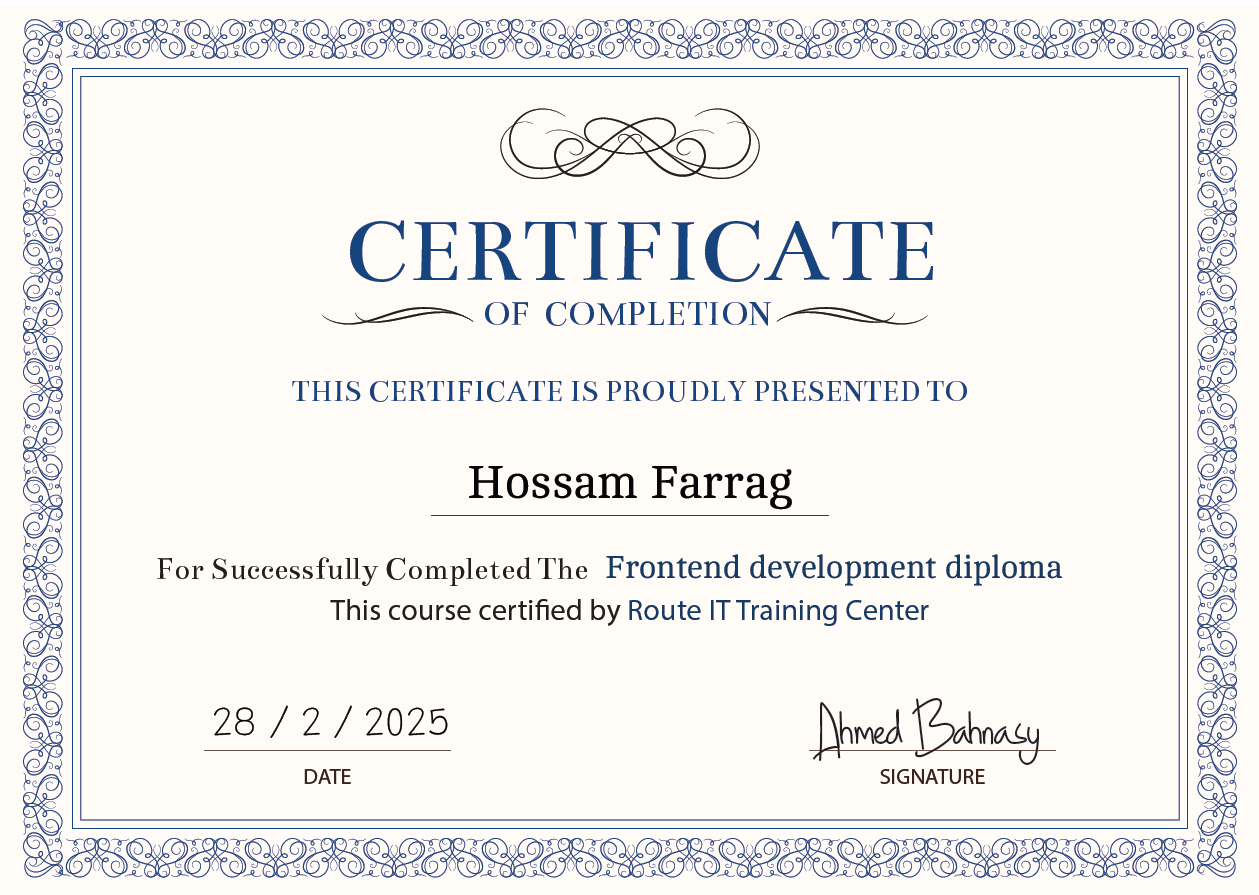 CERTIFICATE
OF COMPLETION
THIS CERTIFICATE IS PROUDLY PRESENTED TO
Hossam Farrag
For Successfully Completed The Frontend development diploma
This course certified by Route IT Training Center
28 / 2 / 2025
Ahmed Bahnasy
DATE
SIGNATURE